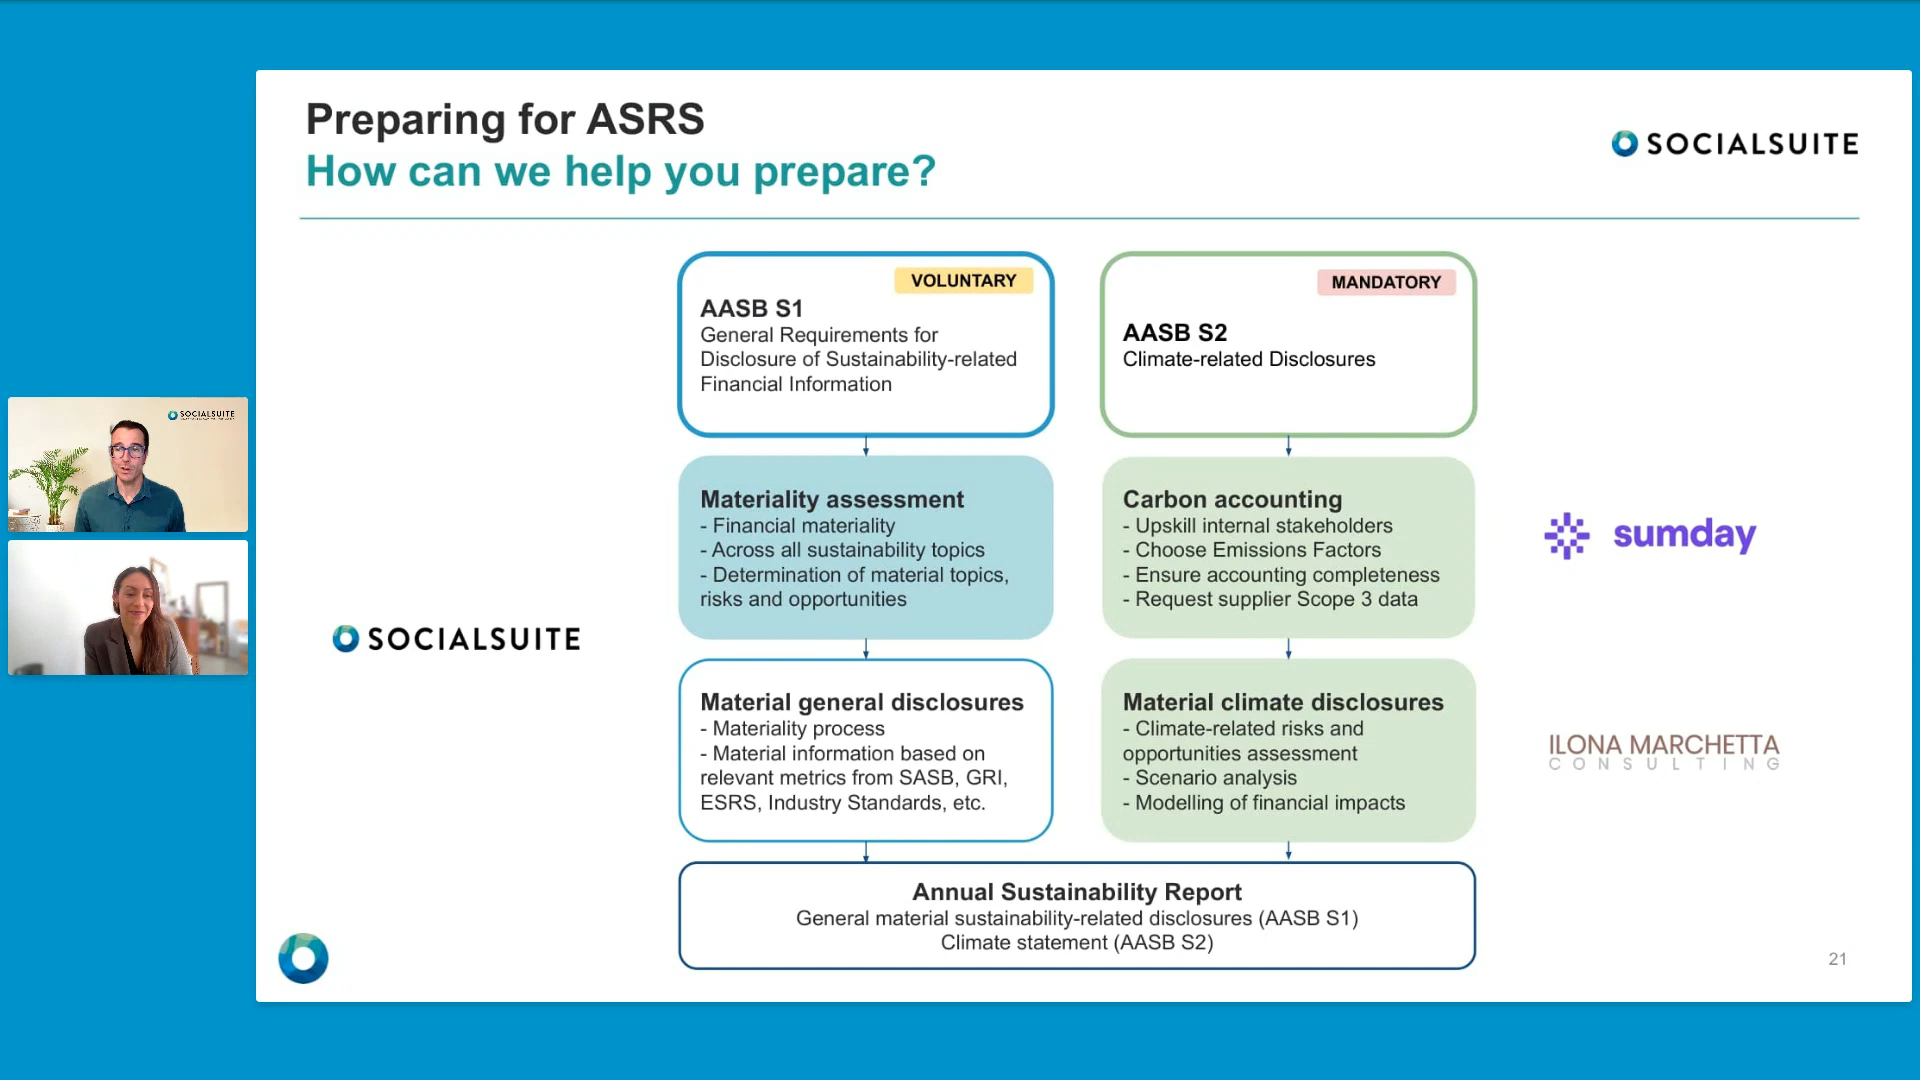 Preparing for ASRS
How can we help you prepare?
SOCIALSUITE
VOLUNTARY
AASB S1
General Requirements for
Disclosure of Sustainability-related
Financial Information
MANDATORY
AASB S2
Climate-related Disclosures
SOCIALSUITE
Materiality assessment
- Financial materiality
- Across all sustainability topics
- Determination of material topics,
risks and opportunities
Carbon accounting
- Upskill internal stakeholders
- Choose Emissions Factors
- Ensure accounting completeness
- Request supplier Scope 3 data
sumday
SOCIALSUITE
Material general disclosures
- Materiality process
- Material information based on
relevant metrics from SASB, GRI,
ESRS, Industry Standards, etc.
Material climate disclosures
- Climate-related risks and
opportunities assessment
- Scenario analysis
- Modelling of financial impacts
ILONA MARCHETTA
CONSULTING
Annual Sustainability Report
General material sustainability-related disclosures (AASB S1)
Climate statement (AASB S2)
21